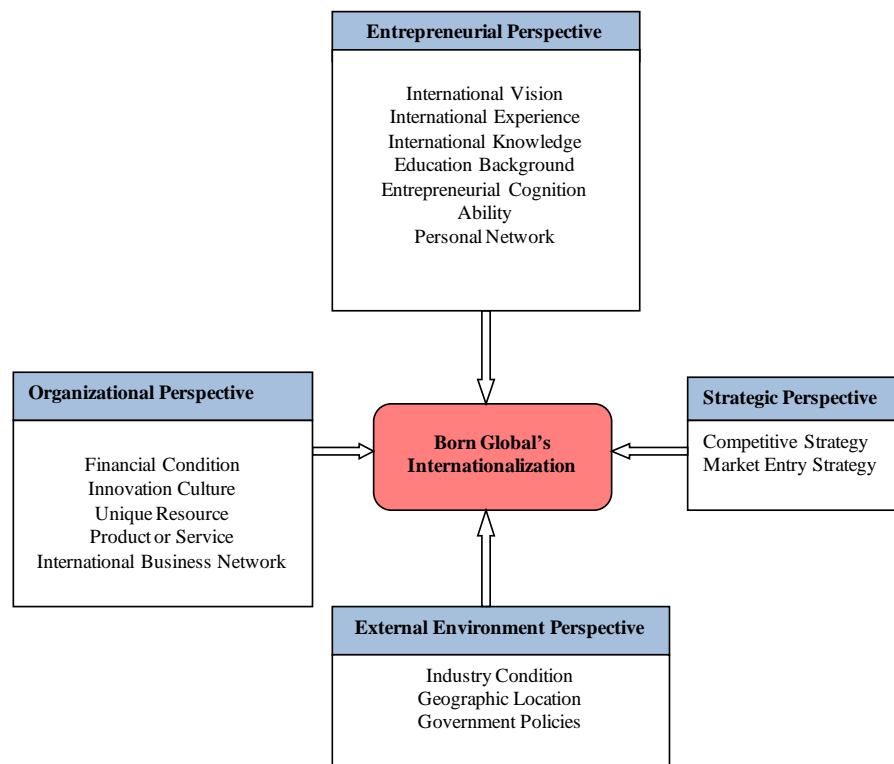 Entrepreneurial Perspective
International Vision
International Experience
International Knowledge
Education Background
Entrepreneurial Cognition
Ability
Personal Network
Organizational Perspective
Financial Condition
Innovation Culture
Unique Resource
Product or Service
International Business Network
Born Global's
Internationalization
Strategic Perspective
Competitive Strategy
Market Entry Strategy
External Environment Perspective
Industry Condition
Geographic Location
Government Policies